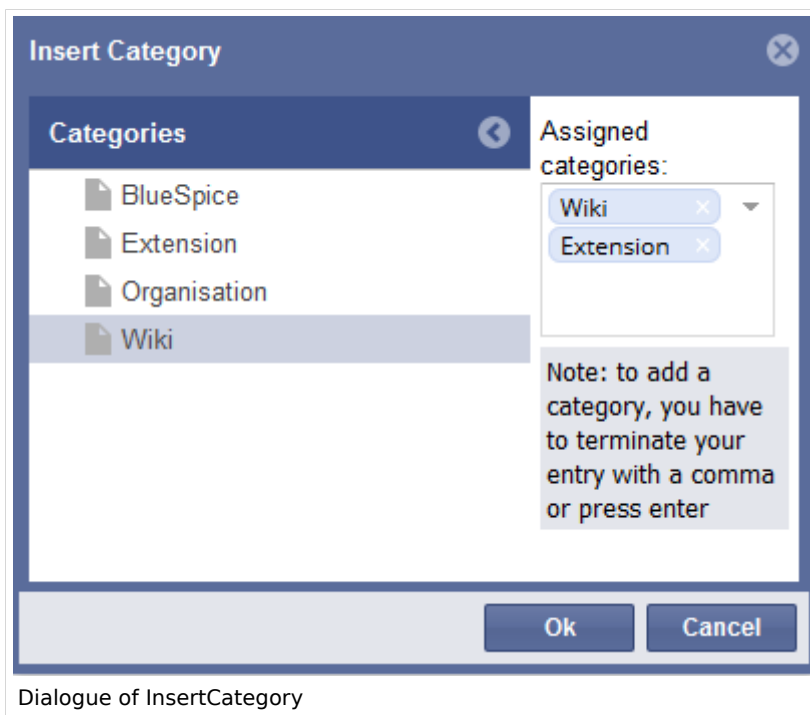 Insert Category
Categories
BlueSpice
Extension
Organisation
Wiki
Assigned
categories:
Wiki
Extension
Note: to add a
category, you have
to terminate your
entry with a comma
or press enter
Ok
Cancel
Dialogue of InsertCategory